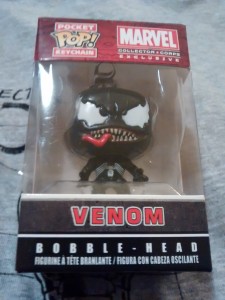 POCKET
POP!
KEYCHAIN
MARVEL
COLLECTOR CORPS
EXCLUSIVE
VENOM
BOBBLE-HEAD
FIGURINE À TÊTE BRANLANTE / FIGURA CON CABEZA OSCILANTE